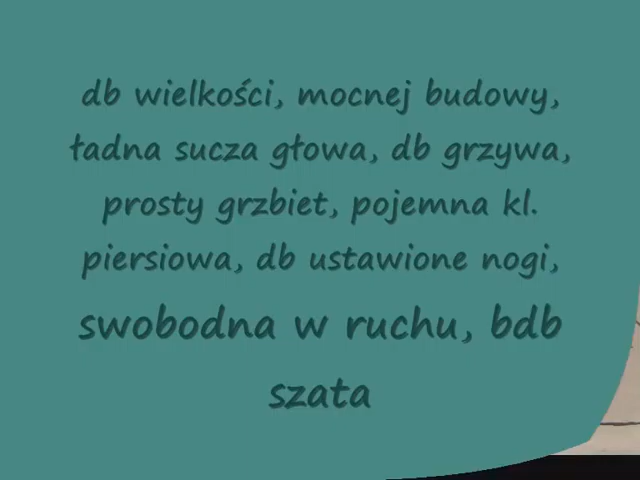 db wielkości, mocnej budowy,
ładna sucza głowa, db grzywa,
prosty grzbiet, pojemna kl.
piersiowa, db ustawione nogi,
swobodna w ruchu, bdb
szata